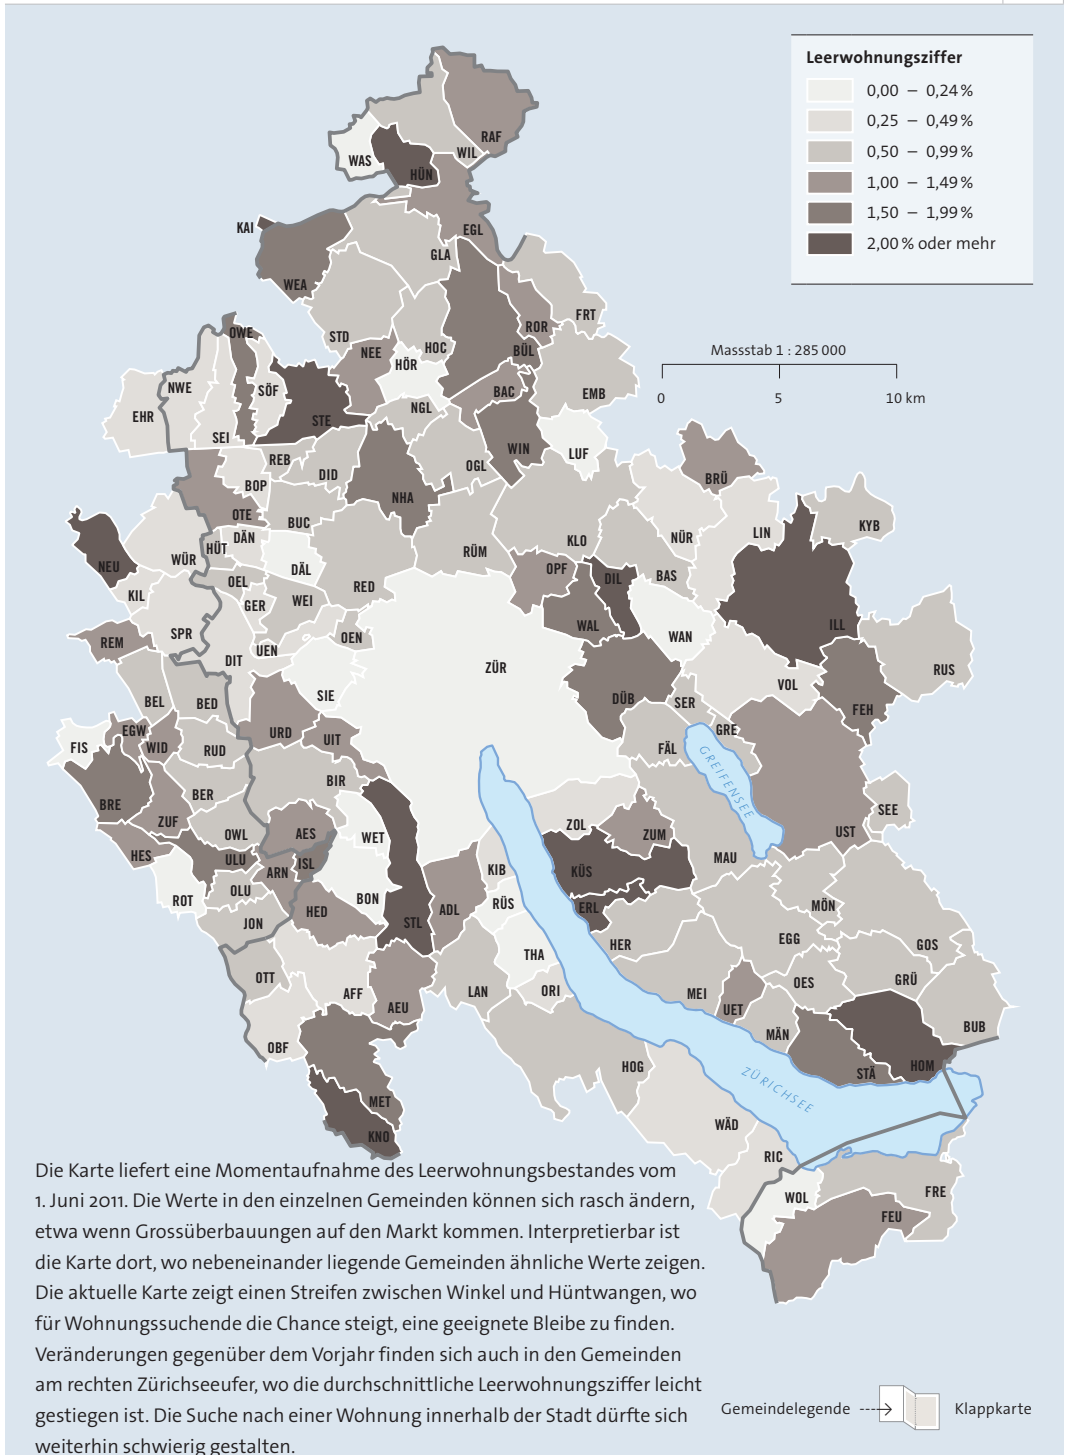 Leerwohnungsziffer
0,00 – 0,24 %
0,25 – 0,49 %
0,50 – 0,99 %
1,00 – 1,49 %
1,50 – 1,99 %
2,00 % oder mehr
RAF
WAS
WIL
HÜN
KAI
EGL
GLA
WEA
FRT
ROR
OWE
STD
HOC
BÜL
NEE
HÖR
Massstab 1 : 285 000
0 5 10 km
NWE
SÖF
BAC
EMB
EHR
NGL
STE
SEI
WIN
LUF
REB
DID
OGL
BRÜ
BOP
NHA
OTE
BUC
KYB
LIN
NÜR
DÄN
HÜT
KLO
RÜM
WÜR
NEU
DÄL
OPF
BAS
DIL
OEL
RED
KIL
GER
WEI
ILL
WAL
SPR
OEN
WAN
REM
UEN
DIT
ZÜR
RUS
VOL
SIE
DÜB
BEL
BED
SER
FEH
EGW
URD
UIT
GRE
FIS
WID
RUD
FÄL
GREIFENSEE
BIR
BER
BRE
SEE
ZUF
ZOL
OWL
AES
WET
ZUM
UST
HES
ULU
ISL
MAU
ARN
KIB
KÜS
OLU
ROT
BON
RÜS
MÖN
HED
ADL
ERL
JON
STL
HER
EGG
GOS
THA
OTT
GRÜ
OES
AFF
LAN
ORI
MEI
AEU
UET
BUB
MÄN
OBF
HOG
HOM
STÄ
ZÜRICHSEE
MET
WÄD
KNO
RIC
FRE
WOL
FEU
Die Karte liefert eine Momentaufnahme des Leerwohnungsbestandes vom
1. Juni 2011. Die Werte in den einzelnen Gemeinden können sich rasch ändern,
etwa wenn Grossüberbauungen auf den Markt kommen. Interpretierbar ist
die Karte dort, wo nebeneinander liegende Gemeinden ähnliche Werte zeigen.
Die aktuelle Karte zeigt einen Streifen zwischen Winkel und Hüntwangen, wo
für Wohnungssuchende die Chance steigt, eine geeignete Bleibe zu finden.
Veränderungen gegenüber dem Vorjahr finden sich auch in den Gemeinden
am rechten Zürichseeufer, wo die durchschnittliche Leerwohnungsziffer leicht
gestiegen ist. Die Suche nach einer Wohnung innerhalb der Stadt dürfte sich
weiterhin schwierig gestalten.
Gemeindelegende
Klappkarte